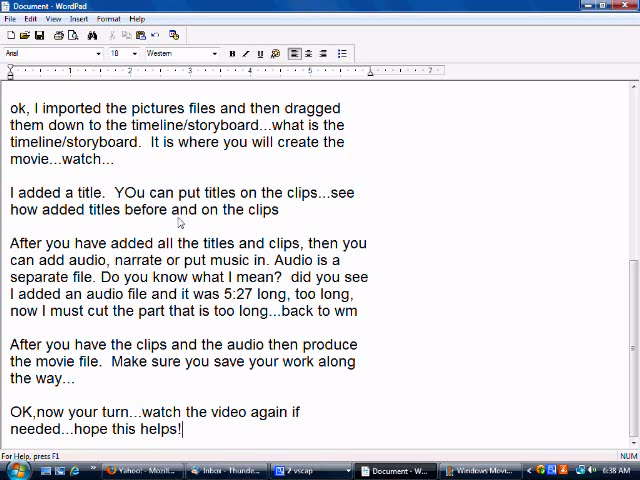 Document - WordPad
File Edit View Insert Format Help
Arial 18 Western
1 2 3 4 5 7
ok, I imported the pictures files and then dragged
them down to the timeline/storyboard...what is the
timeline/storyboard.  It is where you will create the
movie...watch...
I added a title.  YOu can put titles on the clips...see
how added titles before and on the clips
After you have added all the titles and clips, then you
can add audio, narrate or put music in. Audio is a
separate file. Do you know what I mean?  did you see
I added an audio file and it was 5:27 long, too long,
now I must cut the part that is too long...back to wm
After you have the clips and the audio then produce
the movie file.  Make sure you save your work along
the way...
OK,now your turn...watch the video again if
needed...hope this helps!
For Help, press F1 NUM
Yahoo! - Mozill... Inbox - Thunde... 2 vscap Document - W... Windows Movi... 6:38 AM